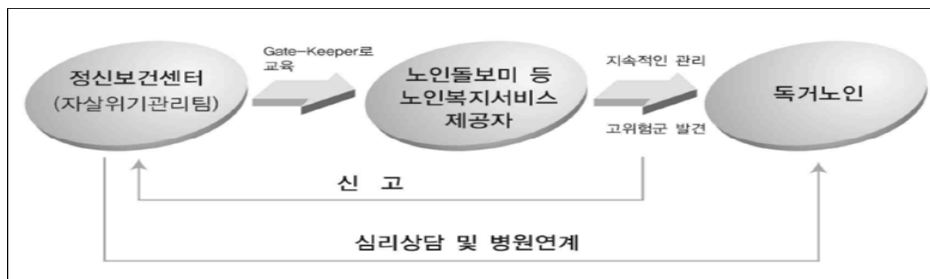 정신보건센터
(자살위기관리팀)
Gate-Keeper로
교육
노인돌보미 등
노인복지서비스
제공자
지속적인 관리
고위험군 발견
독거노인
신 고
심리상담 및 병원연계